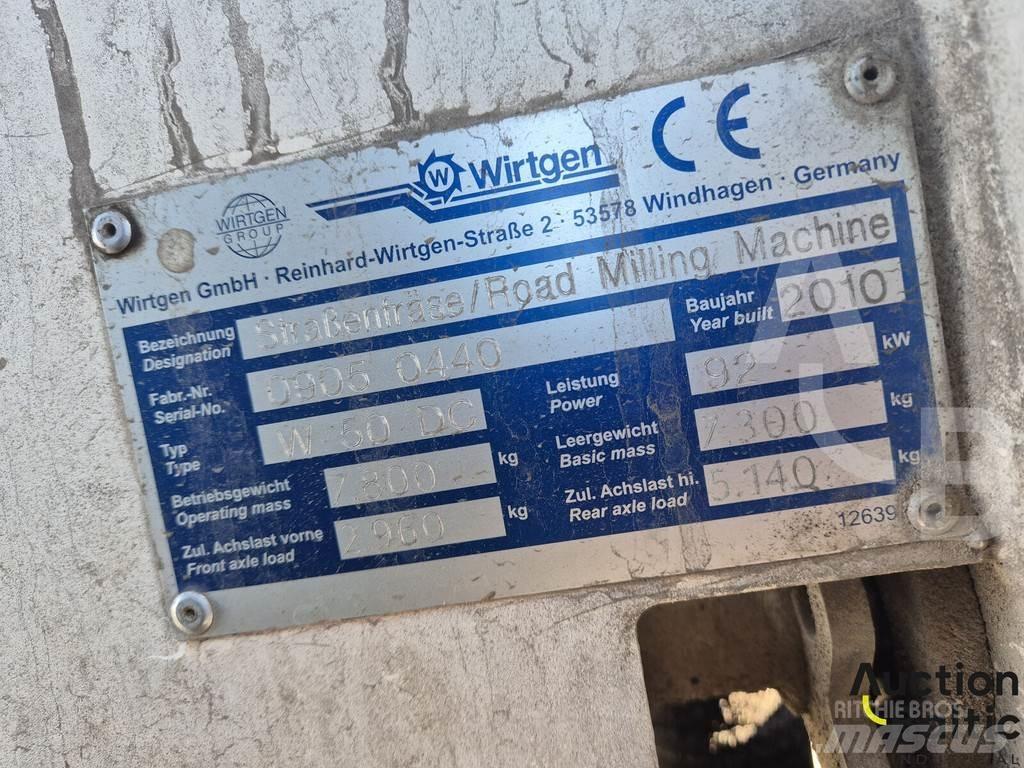 WIRTGEN
GROUP
W Wirtgen
CE
Wirtgen GmbH · Reinhard-Wirtgen-Straße 2 · 53578 Windhagen · Germany
Bezeichnung
Designation
Straßenfräse/Road Milling Machine
Fabr.-Nr.
Serial-No.
0905 0440
Baujahr
Year built
2010
Typ
Type
W 50 DC
Leistung
Power
92
kW
Betriebsgewicht
Operating mass
7.800
kg
Leergewicht
Basic mass
7.300
kg
Zul. Achslast vorne
Front axle load
2.960
kg
Zul. Achslast hi.
Rear axle load
5.140
kg
12639
Auction
RITCHIE BROS
MASCUS